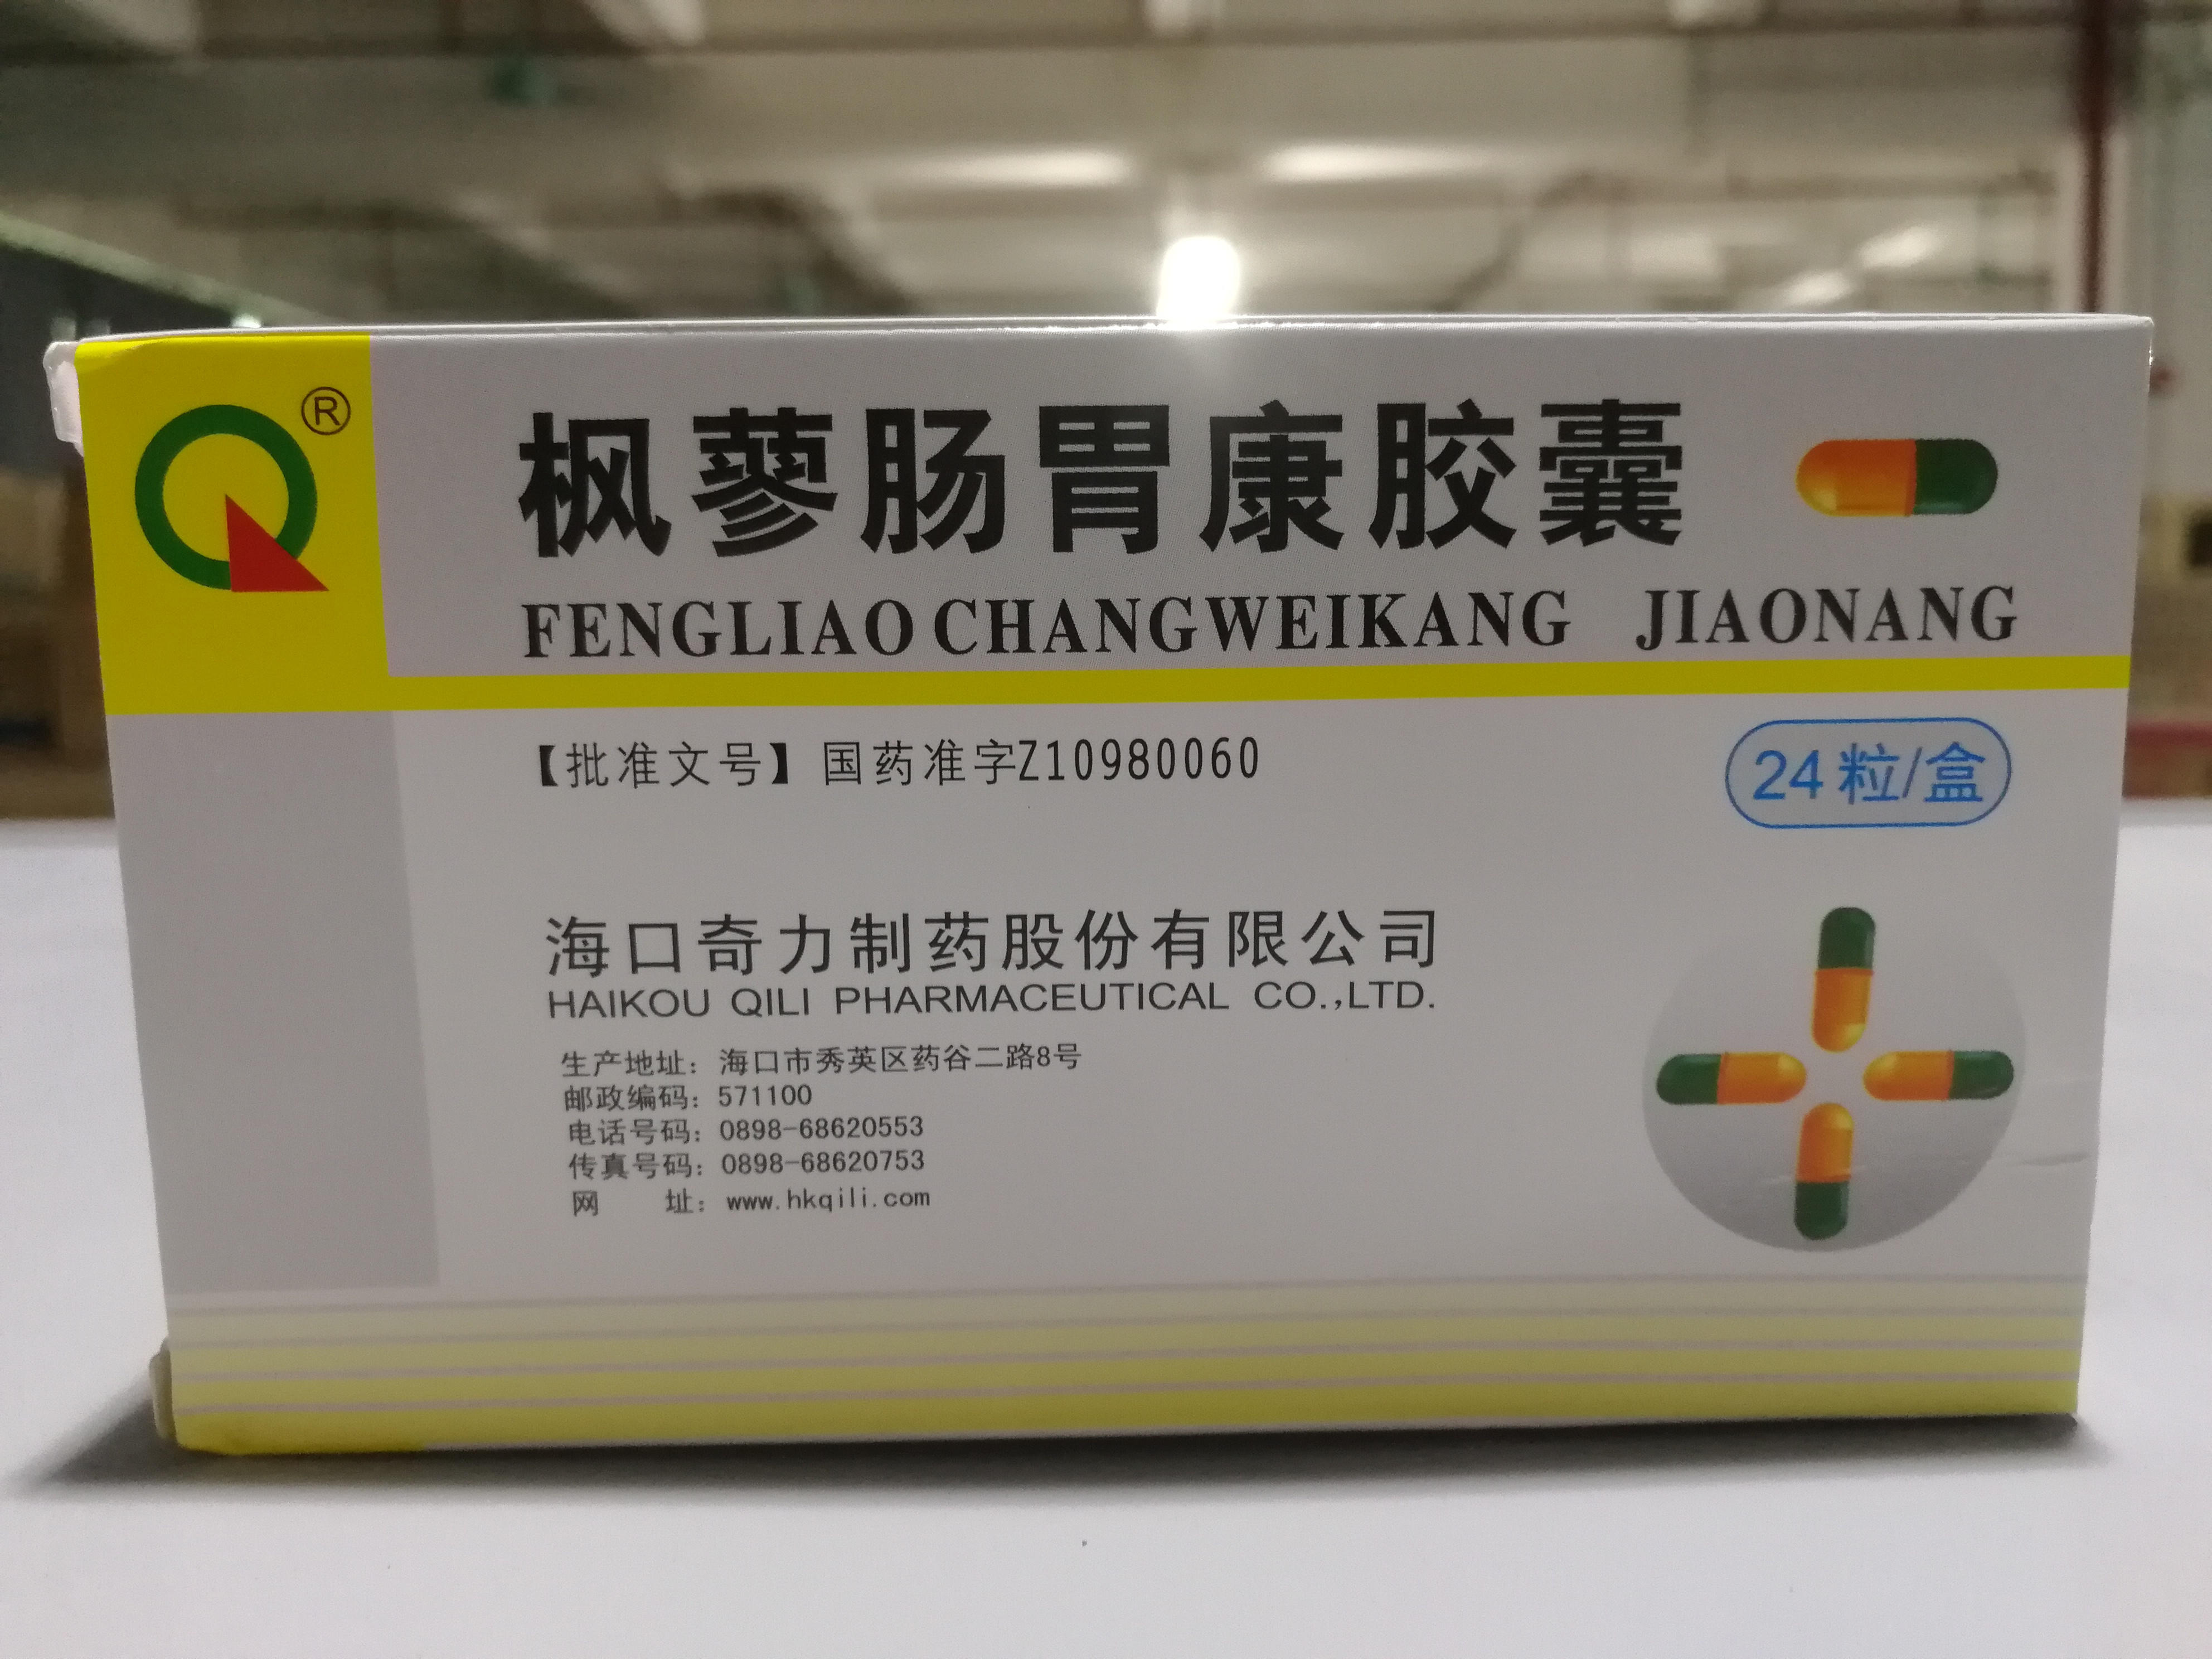 ®
枫蓼肠胃康胶囊
FENGLIAO CHANGWEIKANG JIAONANG
【批准文号】国药准字Z10980060
24粒/盒
海口奇力制药股份有限公司
HAIKOU QILI PHARMACEUTICAL CO.,LTD.
生产地址：海口市秀英区药谷二路8号
邮政编码：571100
电话号码：0898-68620553
传真号码：0898-68620753
网 址：www.hkqili.com